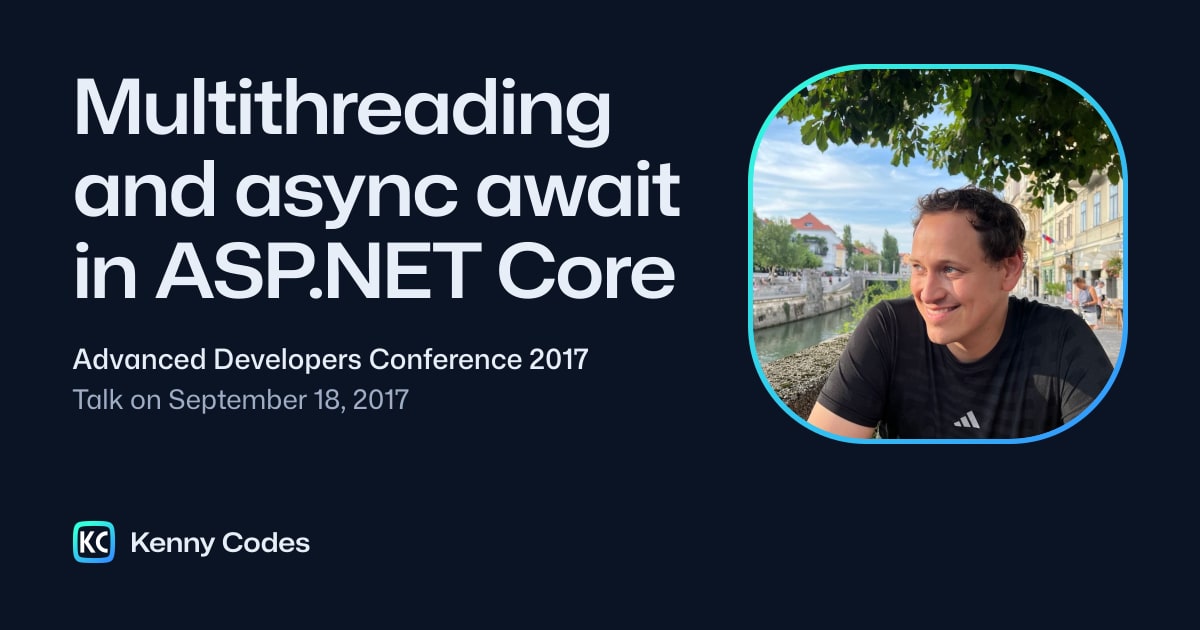 Multithreading
and async await
in ASP.NET Core
Advanced Developers Conference 2017
Talk on September 18, 2017
KC Kenny Codes